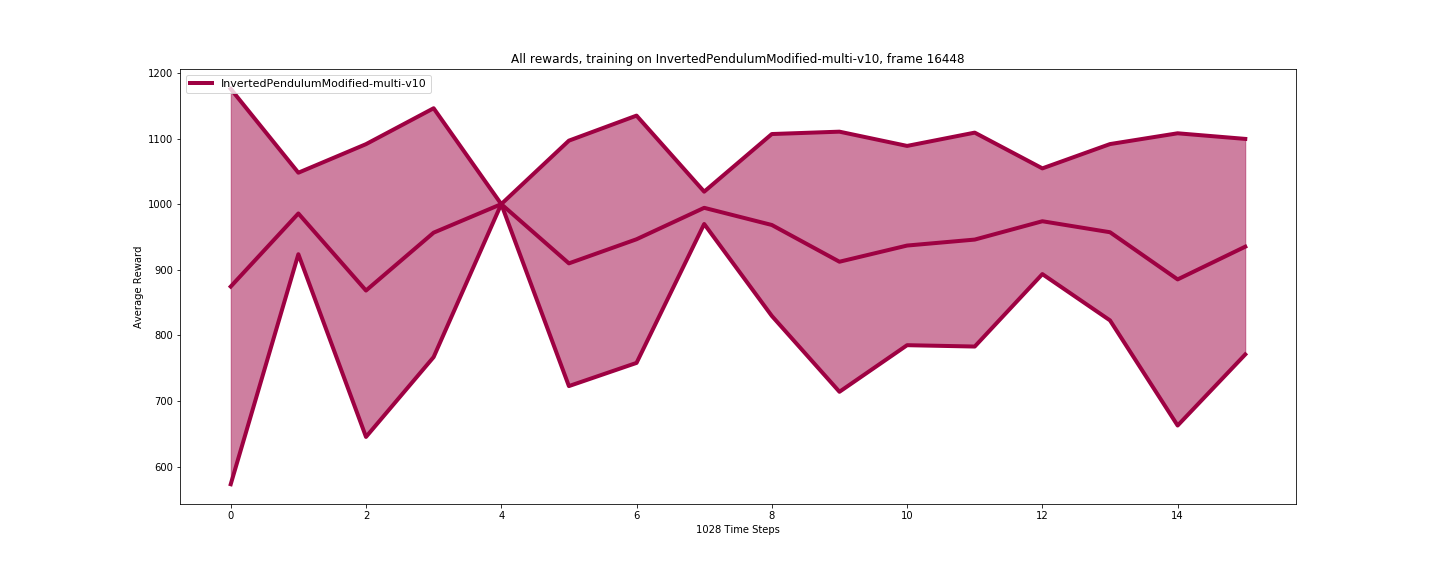 All rewards, training on InvertedPendulumModified-multi-v10, frame 16448
InvertedPendulumModified-multi-v10
Average Reward
1200
1100
1000
900
800
700
600
0 2 4 6 8 10 12 14
1028 Time Steps